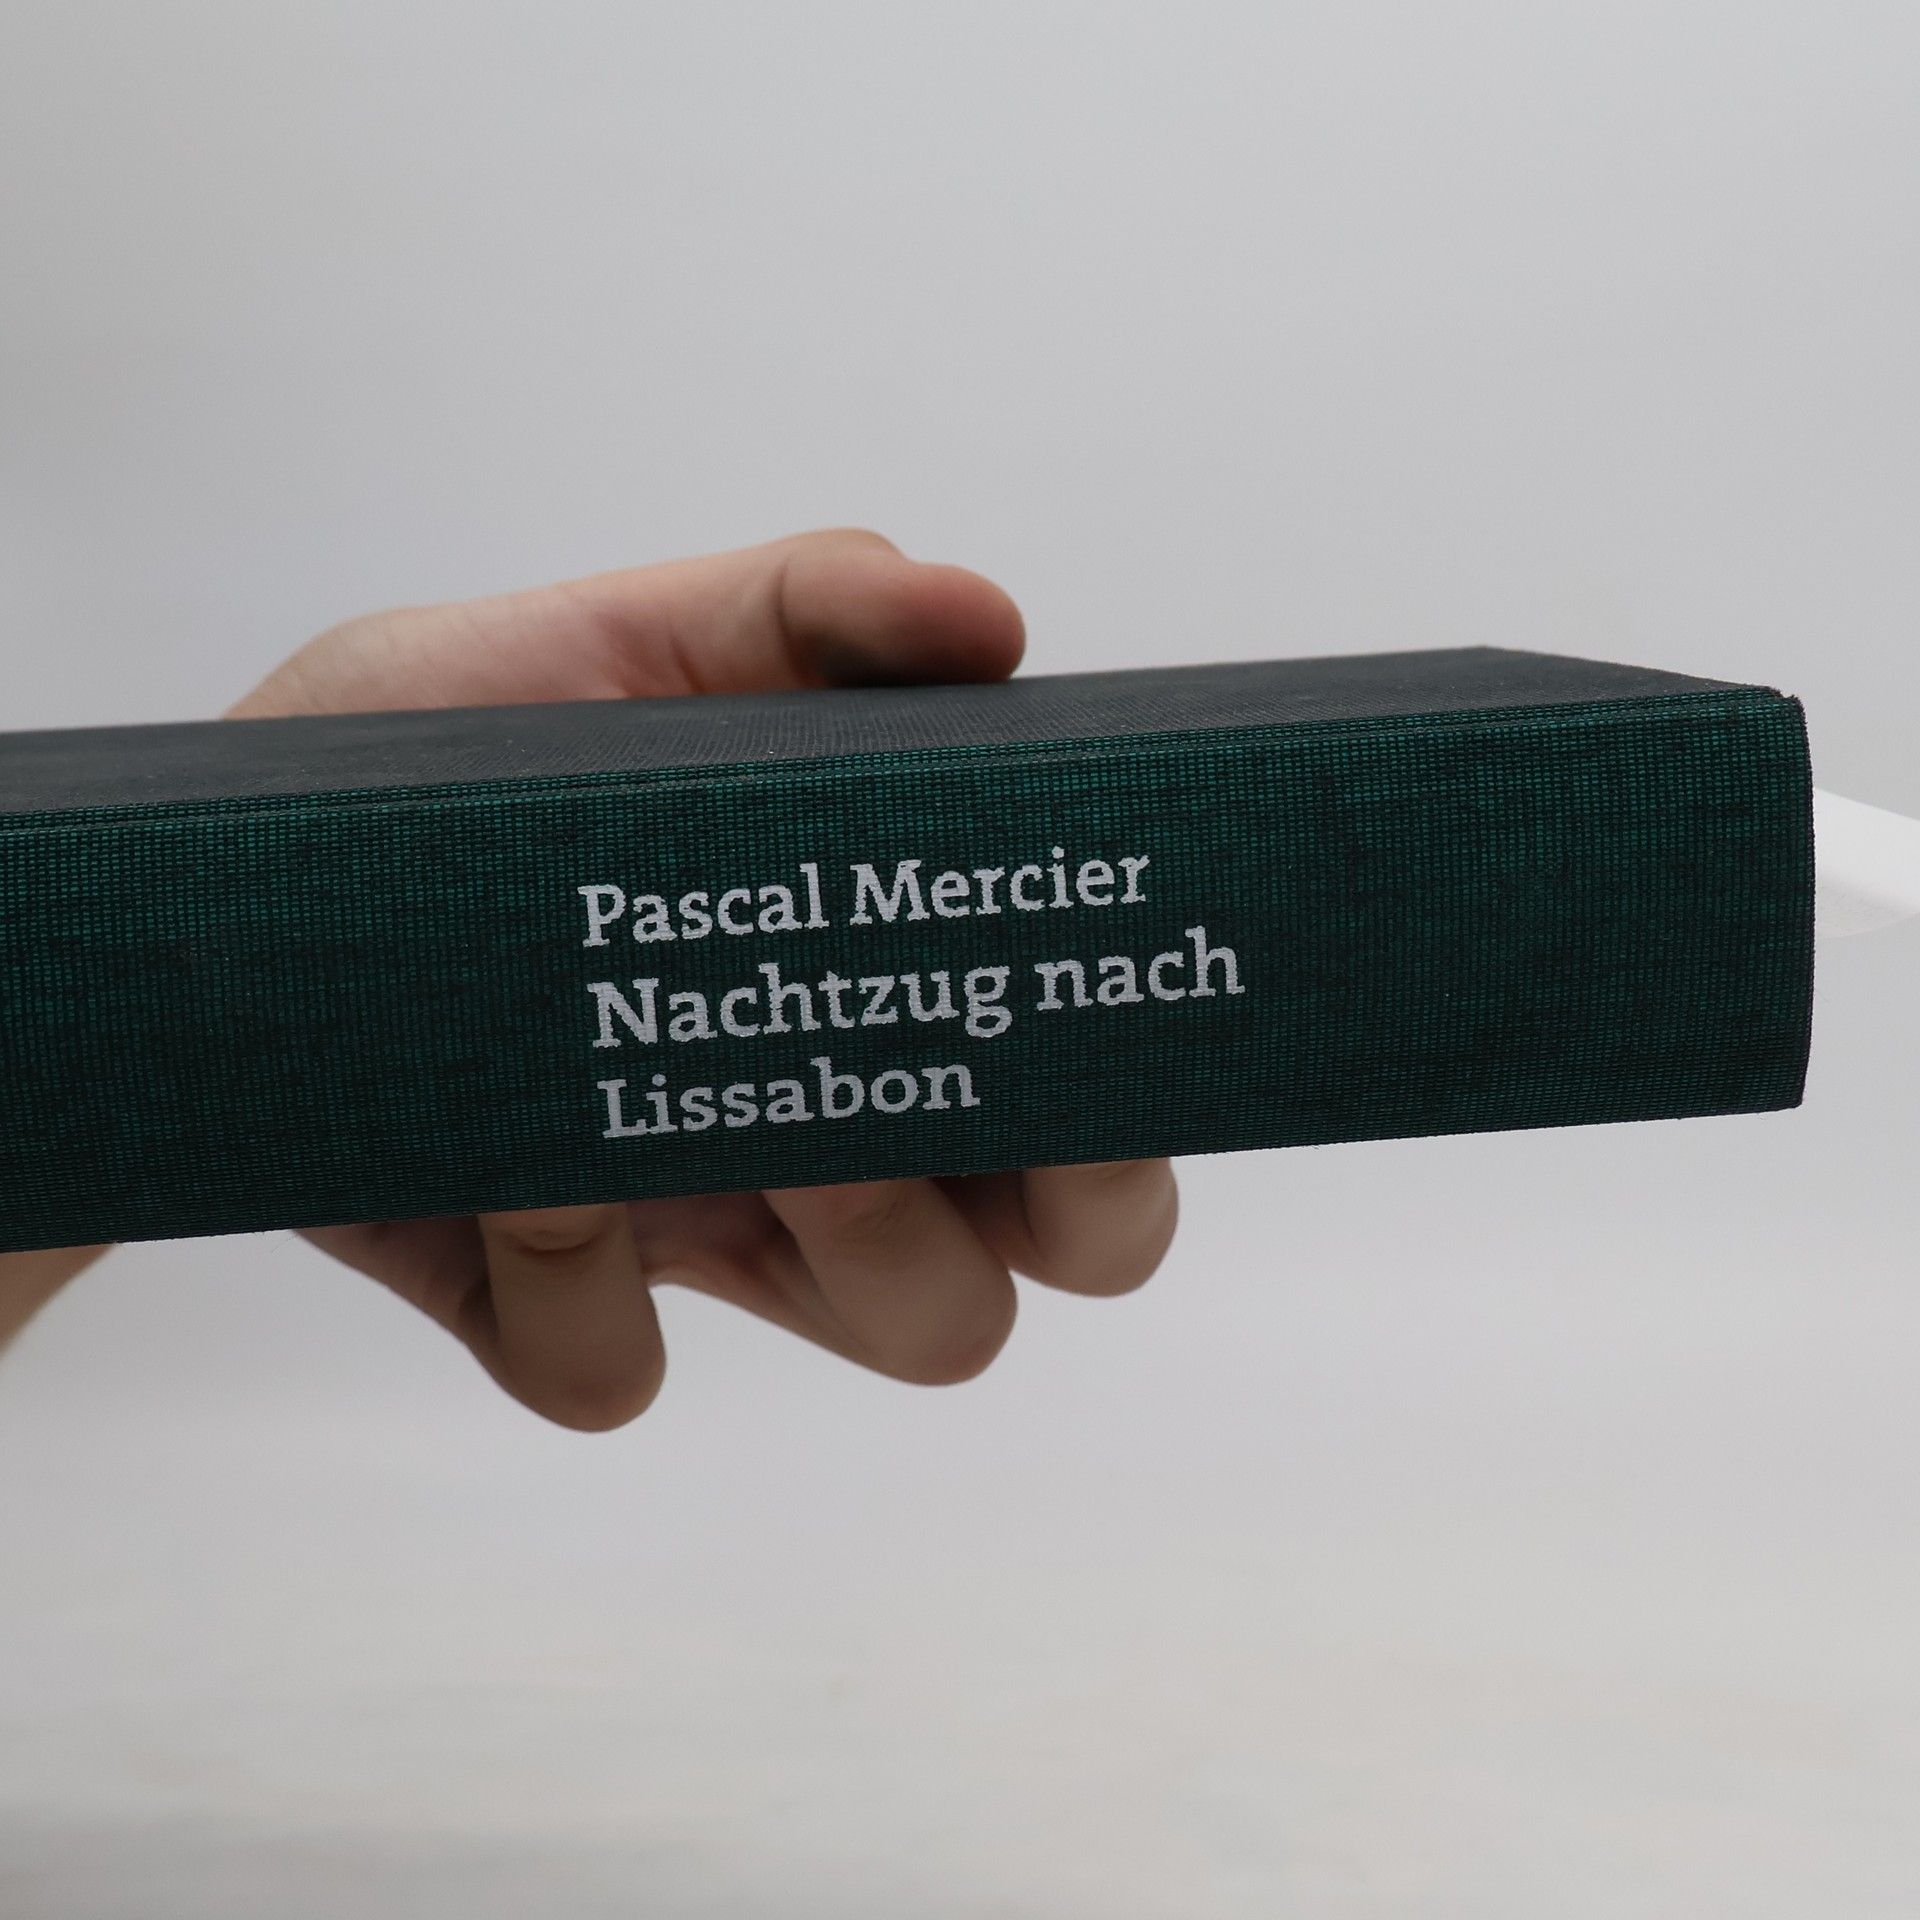 Pascal Mercier
Nachtzug nach
Lissabon